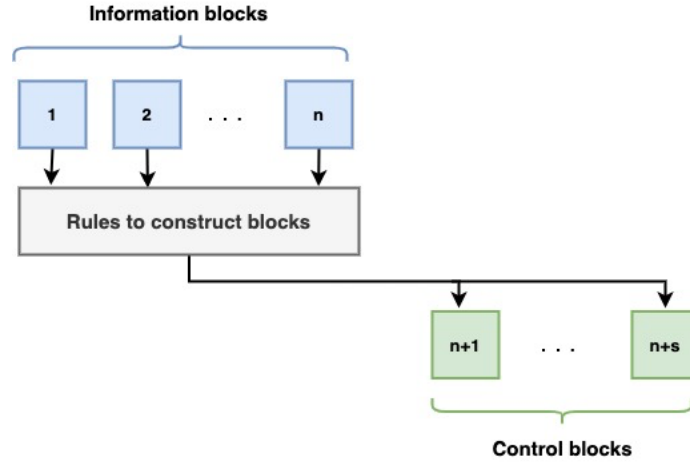 Information blocks
1 2 . . . n
Rules to construct blocks
n+1 . . . n+s
Control blocks